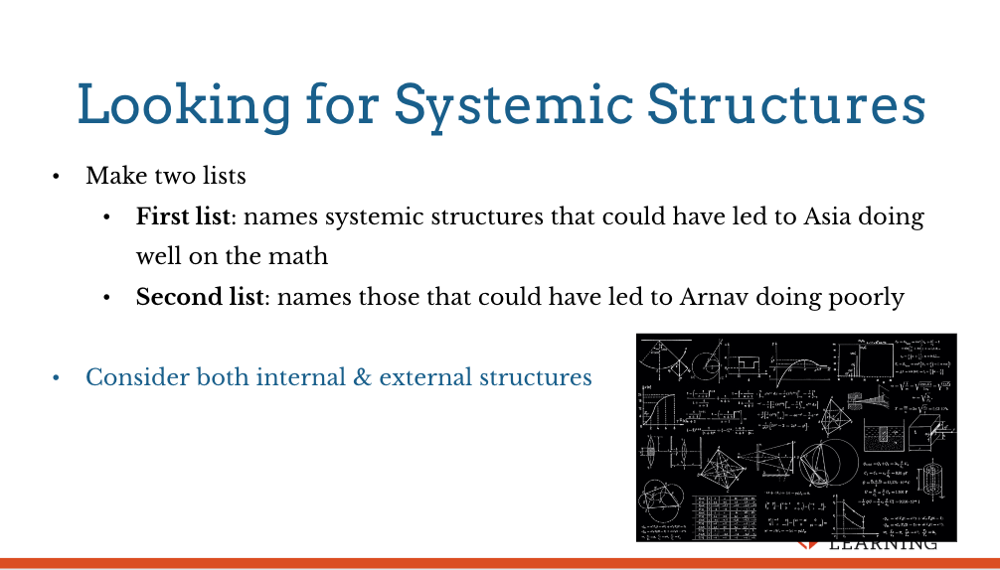 Looking for Systemic Structures
• Make two lists
• First list: names systemic structures that could have led to Asia doing
well on the math
• Second list: names those that could have led to Arnav doing poorly
• Consider both internal & external structures
LEARNING